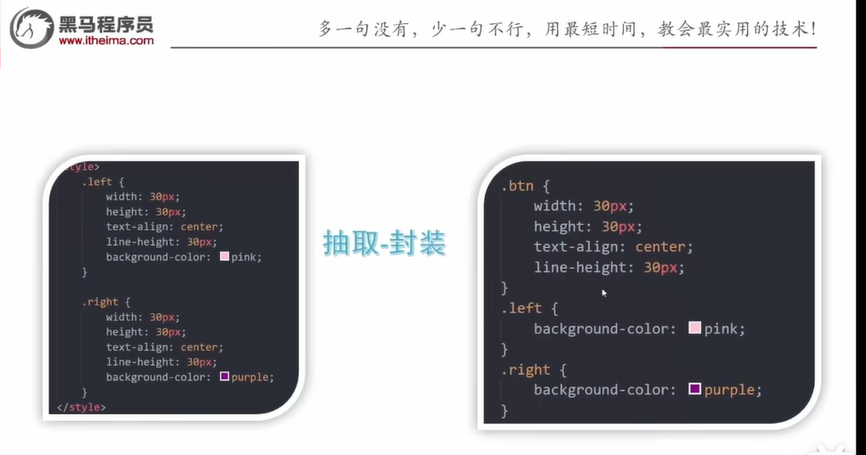 黑马程序员
www.itheima.com
多一句没有，少一句不行，用最短时间，教会最实用的技术！
style>
.left {
width: 30px;
height: 30px;
text-align: center;
line-height: 30px;
background-color: pink;
}
.right {
width: 30px;
height: 30px;
text-align: center;
line-height: 30px;
background-color: purple;
}
</style>
抽取-封装
.btn {
width: 30px;
height: 30px;
text-align: center;
line-height: 30px;
}
.left {
background-color: pink;
}
.right {
background-color: purple;
}